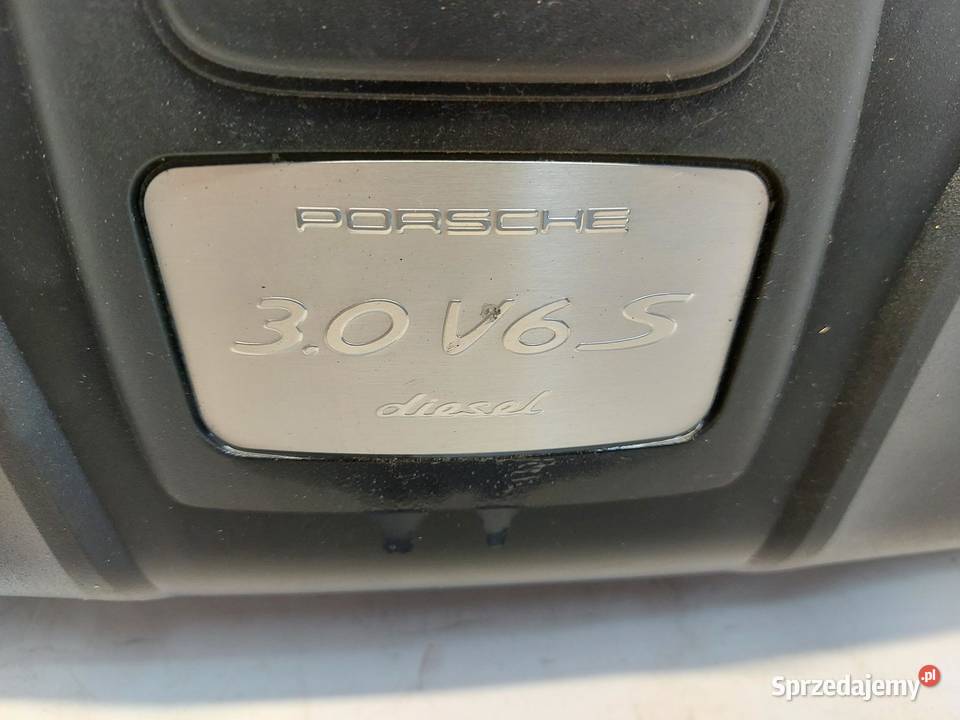 PORSCHE
3.0 V6 S
diesel
Sprzedajemy.pl